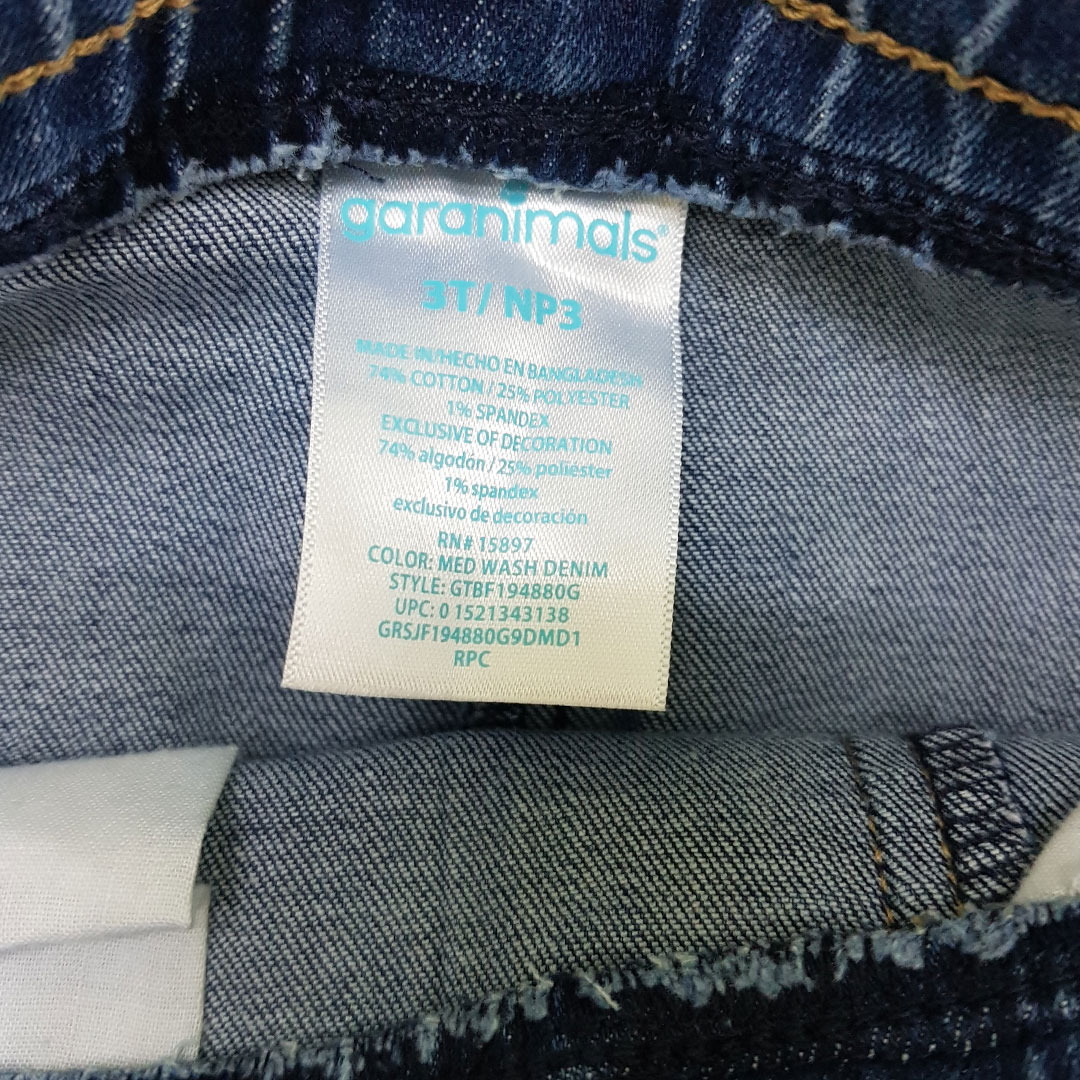 garanimals®
3T/ NP3
MADE IN/HECHO EN BANGLADESH
74% COTTON / 25% POLYESTER
1% SPANDEX
EXCLUSIVE OF DECORATION
74% algodón / 25% poliéster
1% spandex
exclusivo de decoración
RN# 15897
COLOR: MED WASH DENIM
STYLE: GTBF194880G
UPC: 0 1521343138
GRSJF194880G9DMD1
RPC